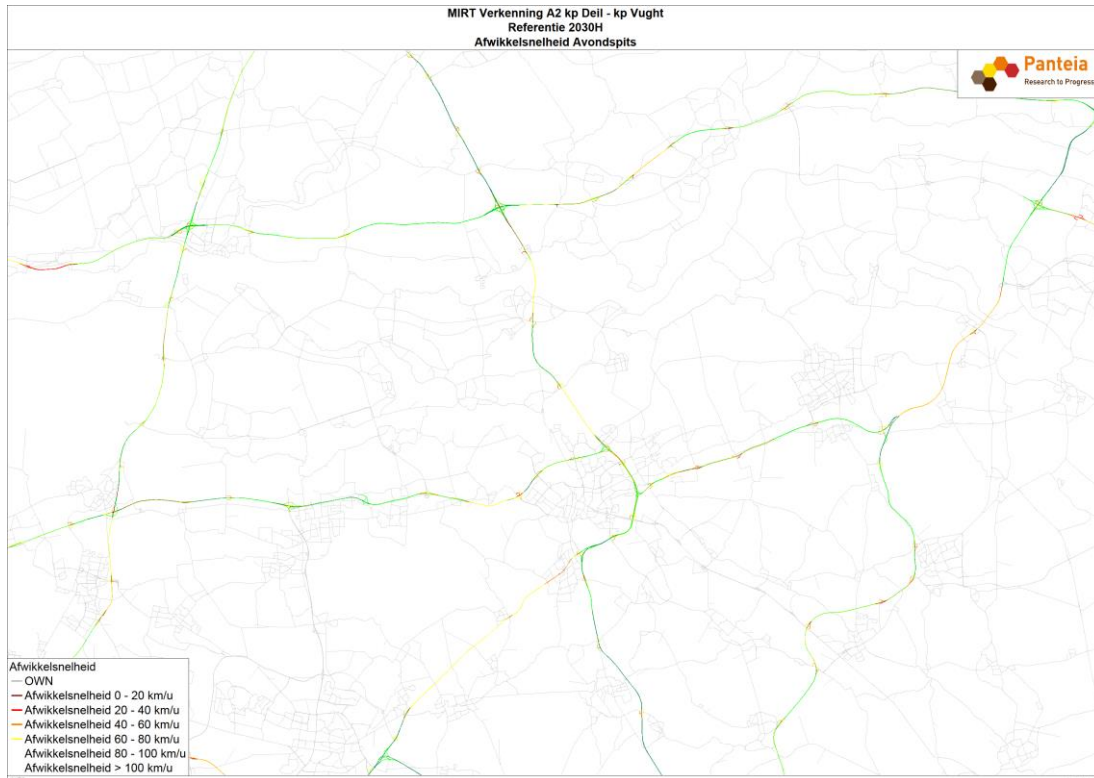 MIRT Verkenning A2 kp Deil - kp Vught
Referentie 2030H
Afwikkelsnelheid Avondspits
Panteia
Research to Progress
Afwikkelsnelheid
OWN
Afwikkelsnelheid 0 - 20 km/u
Afwikkelsnelheid 20 - 40 km/u
Afwikkelsnelheid 40 - 60 km/u
Afwikkelsnelheid 60 - 80 km/u
Afwikkelsnelheid 80 - 100 km/u
Afwikkelsnelheid > 100 km/u